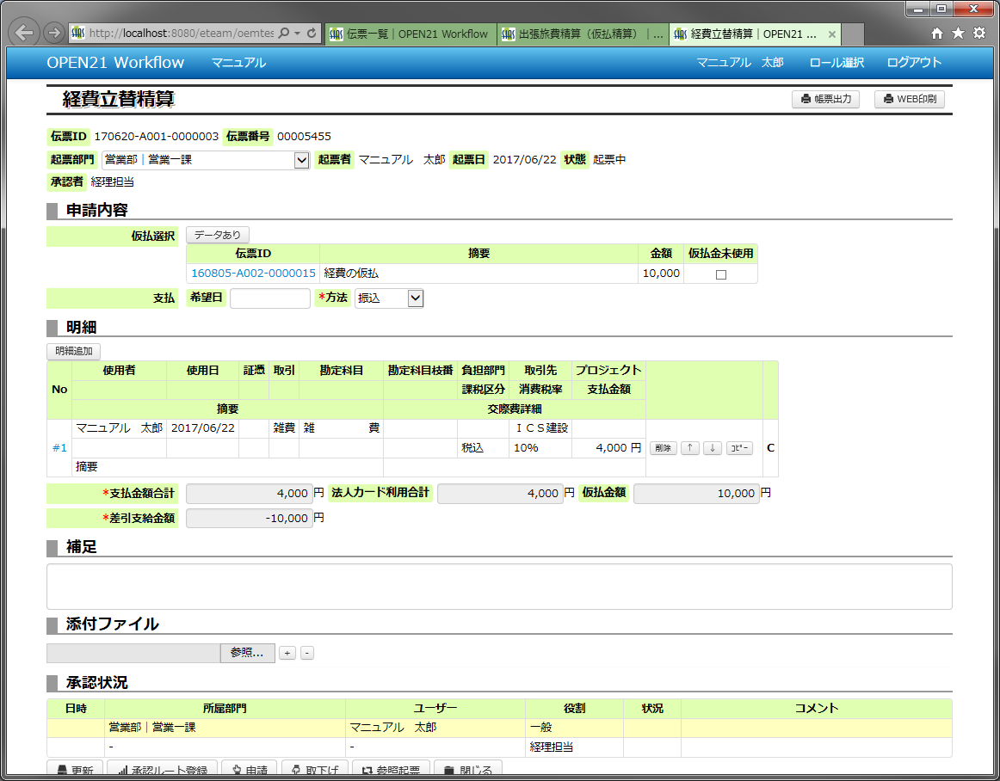 http://localhost:8080/eteam/oemtes
伝票一覧｜OPEN21 Workflow
出張旅費精算（仮払精算）｜...
経費立替精算｜OPEN21 ...
OPEN21 Workflow マニュアル マニュアル　太郎 ロール選択 ログアウト
経費立替精算 帳票出力 WEB印刷
伝票ID 170620-A001-0000003 伝票番号 00005455
起票部門 営業部｜営業一課 起票者 マニュアル　太郎 起票日 2017/06/22 状態 起票中
承認者 経理担当
申請内容
仮払選択 データあり
伝票ID 摘要 金額 仮払金未使用
160805-A002-0000015 経費の仮払 10,000
支払 希望日 *方法 振込
明細
明細追加
使用者 使用日 証憑 取引 勘定科目 勘定科目枝番 負担部門 取引先 プロジェクト
No 課税区分 消費税率 支払金額
摘要 交際費詳細
マニュアル　太郎 2017/06/22 雑費 雑　　　　　費 ＩＣＳ建設
#1 税込 10% 4,000 円 削除 ↑ ↓ ｺﾋﾟｰ C
摘要
*支払金額合計 4,000 円 法人カード利用合計 4,000 円 仮払金額 10,000 円
*差引支給金額 -10,000 円
補足
添付ファイル
参照... + -
承認状況
日時 所属部門 ユーザー 役割 状況 コメント
営業部｜営業一課 マニュアル　太郎 一般
- - 経理担当
更新 承認ルート登録 申請 取下げ 参照起票 閉じる